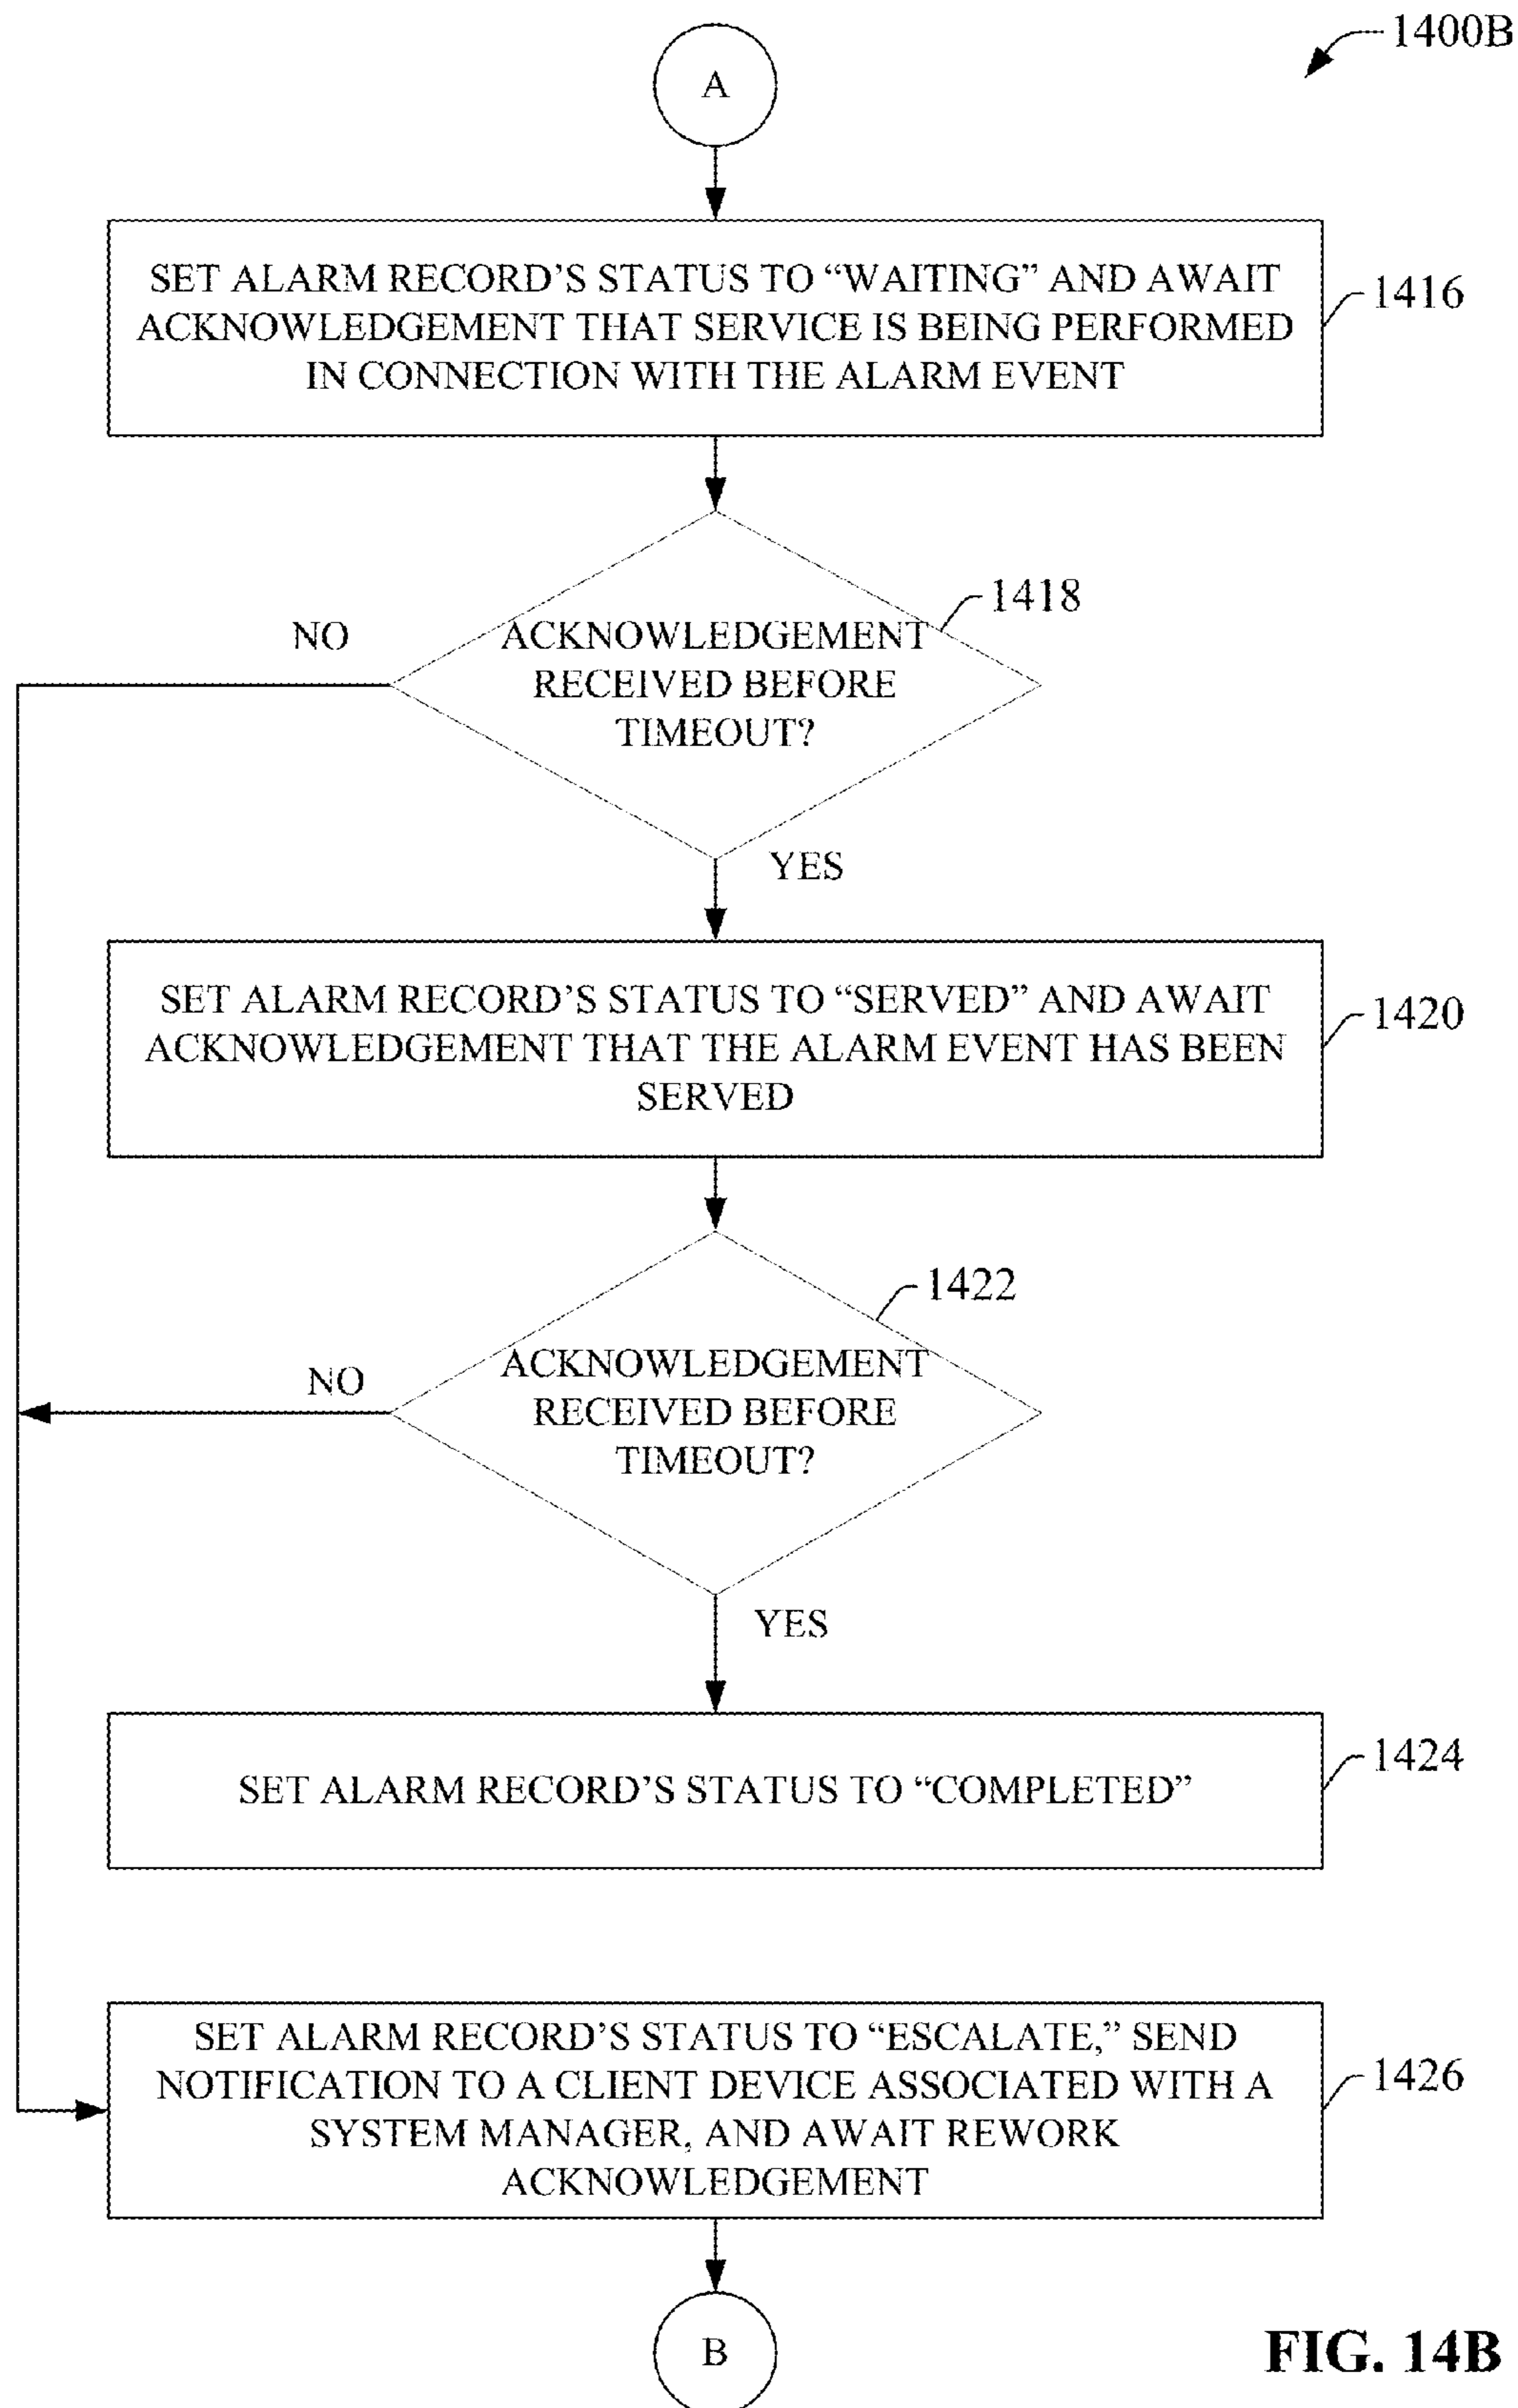 1400B
A
SET ALARM RECORD’S STATUS TO “WAITING” AND AWAIT
ACKNOWLEDGEMENT THAT SERVICE IS BEING PERFORMED
IN CONNECTION WITH THE ALARM EVENT
1416
1418
NO
ACKNOWLEDGEMENT
RECEIVED BEFORE
TIMEOUT?
YES
SET ALARM RECORD’S STATUS TO “SERVED” AND AWAIT
ACKNOWLEDGEMENT THAT THE ALARM EVENT HAS BEEN
SERVED
1420
1422
NO
ACKNOWLEDGEMENT
RECEIVED BEFORE
TIMEOUT?
YES
SET ALARM RECORD’S STATUS TO “COMPLETED”
1424
SET ALARM RECORD’S STATUS TO “ESCALATE,” SEND
NOTIFICATION TO A CLIENT DEVICE ASSOCIATED WITH A
SYSTEM MANAGER, AND AWAIT REWORK
ACKNOWLEDGEMENT
1426
B
FIG. 14B